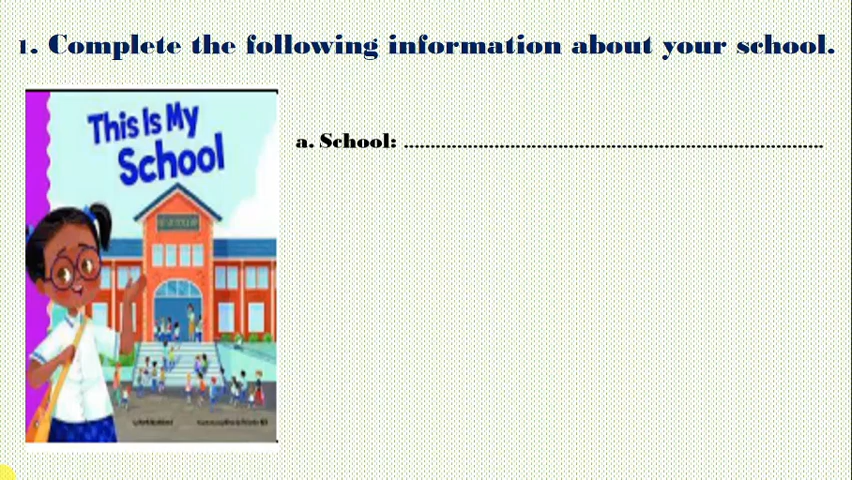 1. Complete the following information about your school.
This Is My
School
a. School: ......................................................................